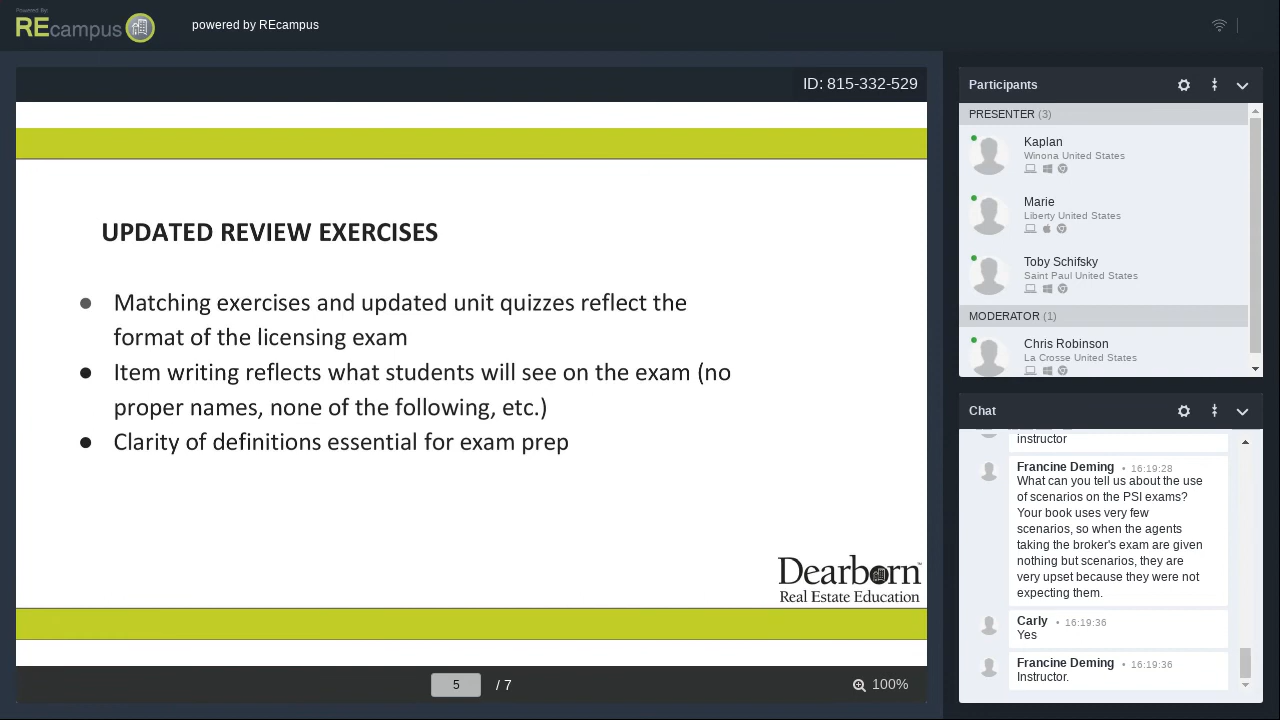 Powered By:
REcampus
powered by REcampus
ID: 815-332-529
UPDATED REVIEW EXERCISES
● Matching exercises and updated unit quizzes reflect the
format of the licensing exam
● Item writing reflects what students will see on the exam (no
proper names, none of the following, etc.)
● Clarity of definitions essential for exam prep
Dearborn™
Real Estate Education
5 / 7
100%
Participants
PRESENTER (3)
Kaplan
Winona United States
Marie
Liberty United States
Toby Schifsky
Saint Paul United States
MODERATOR (1)
Chris Robinson
La Crosse United States
Chat
instructor
Francine Deming • 16:19:28
What can you tell us about the use
of scenarios on the PSI exams?
Your book uses very few
scenarios, so when the agents
taking the broker's exam are given
nothing but scenarios, they are
very upset because they were not
expecting them.
Carly • 16:19:36
Yes
Francine Deming • 16:19:36
Instructor.